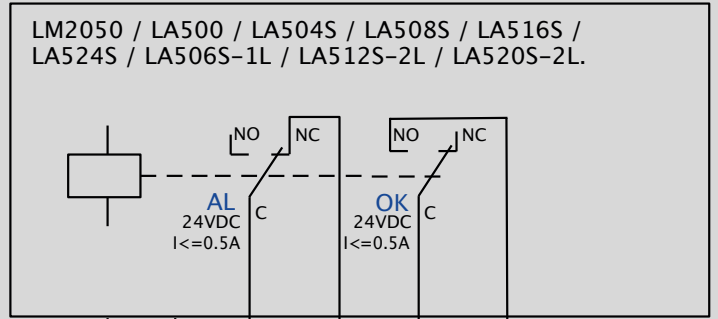 LM2050 / LA500 / LA504S / LA508S / LA516S /
LA524S / LA506S-1L / LA512S-2L / LA520S-2L.
NO NC NO NC
AL OK
24VDC C 24VDC C
I<=0.5A I<=0.5A